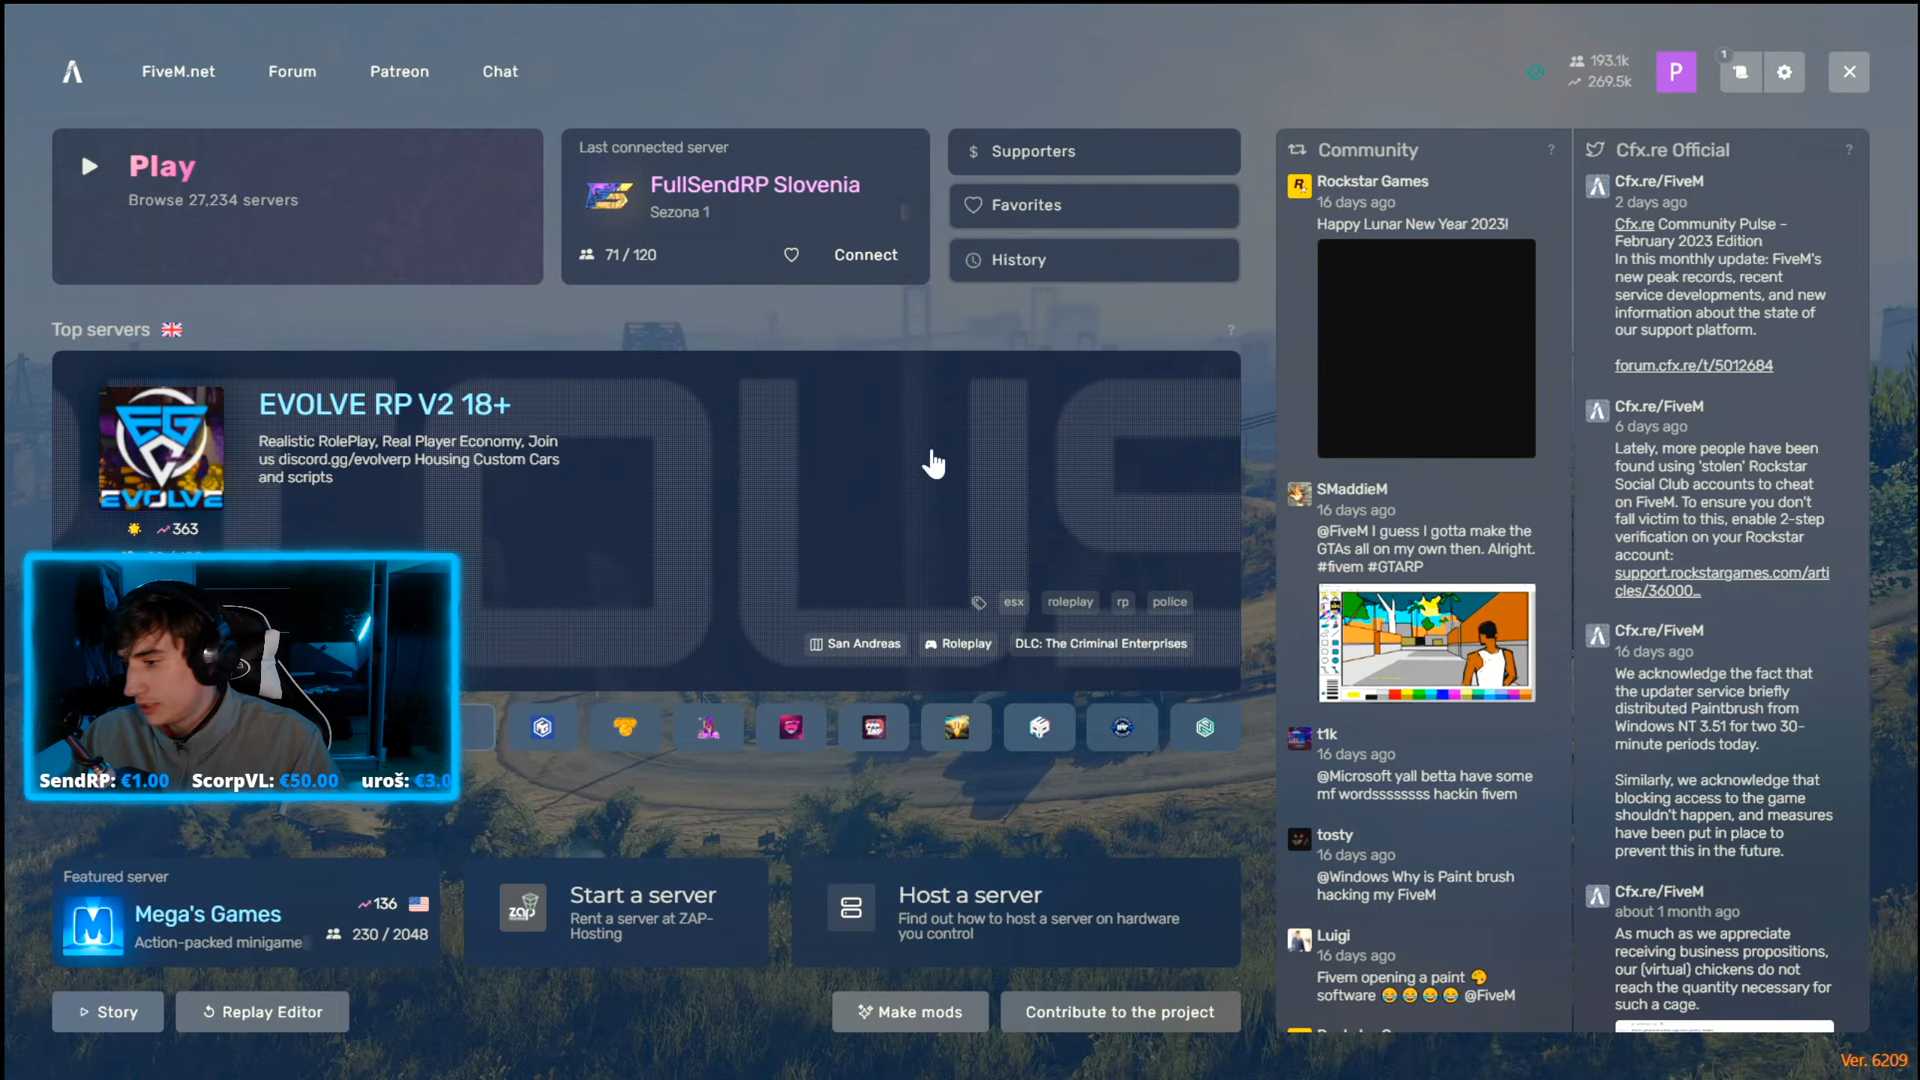 FiveM.net
Forum
Patreon
Chat
193.1k
269.5k
P
1
Play
Browse 27,234 servers
Last connected server
FullSendRP Slovenia
Sezona 1
71 / 120
Connect
$ Supporters
Favorites
History
Top servers
?
EVOLVE RP V2 18+
Realistic RolePlay, Real Player Economy, Join
us discord.gg/evolverp Housing Custom Cars
and scripts
EVOLVE
363
esx
roleplay
rp
police
San Andreas
Roleplay
DLC: The Criminal Enterprises
SendRP: €1.00
ScorpVL: €50.00
uroš: €3.0
Featured server
Mega's Games
Action-packed minigame
136
230 / 2048
zap
Start a server
Rent a server at ZAP-
Hosting
Host a server
Find out how to host a server on hardware
you control
Story
Replay Editor
Make mods
Contribute to the project
Community
?
Rockstar Games
16 days ago
Happy Lunar New Year 2023!
SMaddieM
16 days ago
@FiveM I guess I gotta make the
GTAs all on my own then. Alright.
#fivem #GTARP
t1k
16 days ago
@Microsoft yall betta have some
mf wordsssssss hackin fivem
tosty
16 days ago
@Windows Why is Paint brush
hacking my FiveM
Luigi
16 days ago
Fivem opening a paint
software @FiveM
Cfx.re Official
?
Cfx.re/FiveM
2 days ago
Cfx.re Community Pulse -
February 2023 Edition
In this monthly update: FiveM's
new peak records, recent
service developments, and new
information about the state of
our support platform.
forum.cfx.re/t/5012684
Cfx.re/FiveM
6 days ago
Lately, more people have been
found using 'stolen' Rockstar
Social Club accounts to cheat
on FiveM. To ensure you don't
fall victim to this, enable 2-step
verification on your Rockstar
account:
support.rockstargames.com/arti
cles/36000…
Cfx.re/FiveM
16 days ago
We acknowledge the fact that
the updater service briefly
distributed Paintbrush from
Windows NT 3.51 for two 30-
minute periods today.
Similarly, we acknowledge that
blocking access to the game
shouldn't happen, and measures
have been put in place to
prevent this in the future.
Cfx.re/FiveM
about 1 month ago
As much as we appreciate
receiving business propositions,
our (virtual) chickens do not
reach the quantity necessary for
such a cage.
Ver. 6209